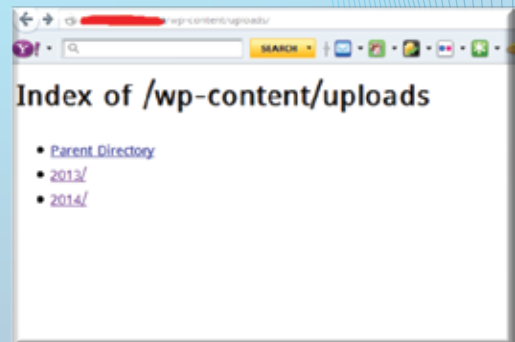 /wp-content/uploads/
Y! SEARCH
Index of /wp-content/uploads
Parent Directory
2013/
2014/